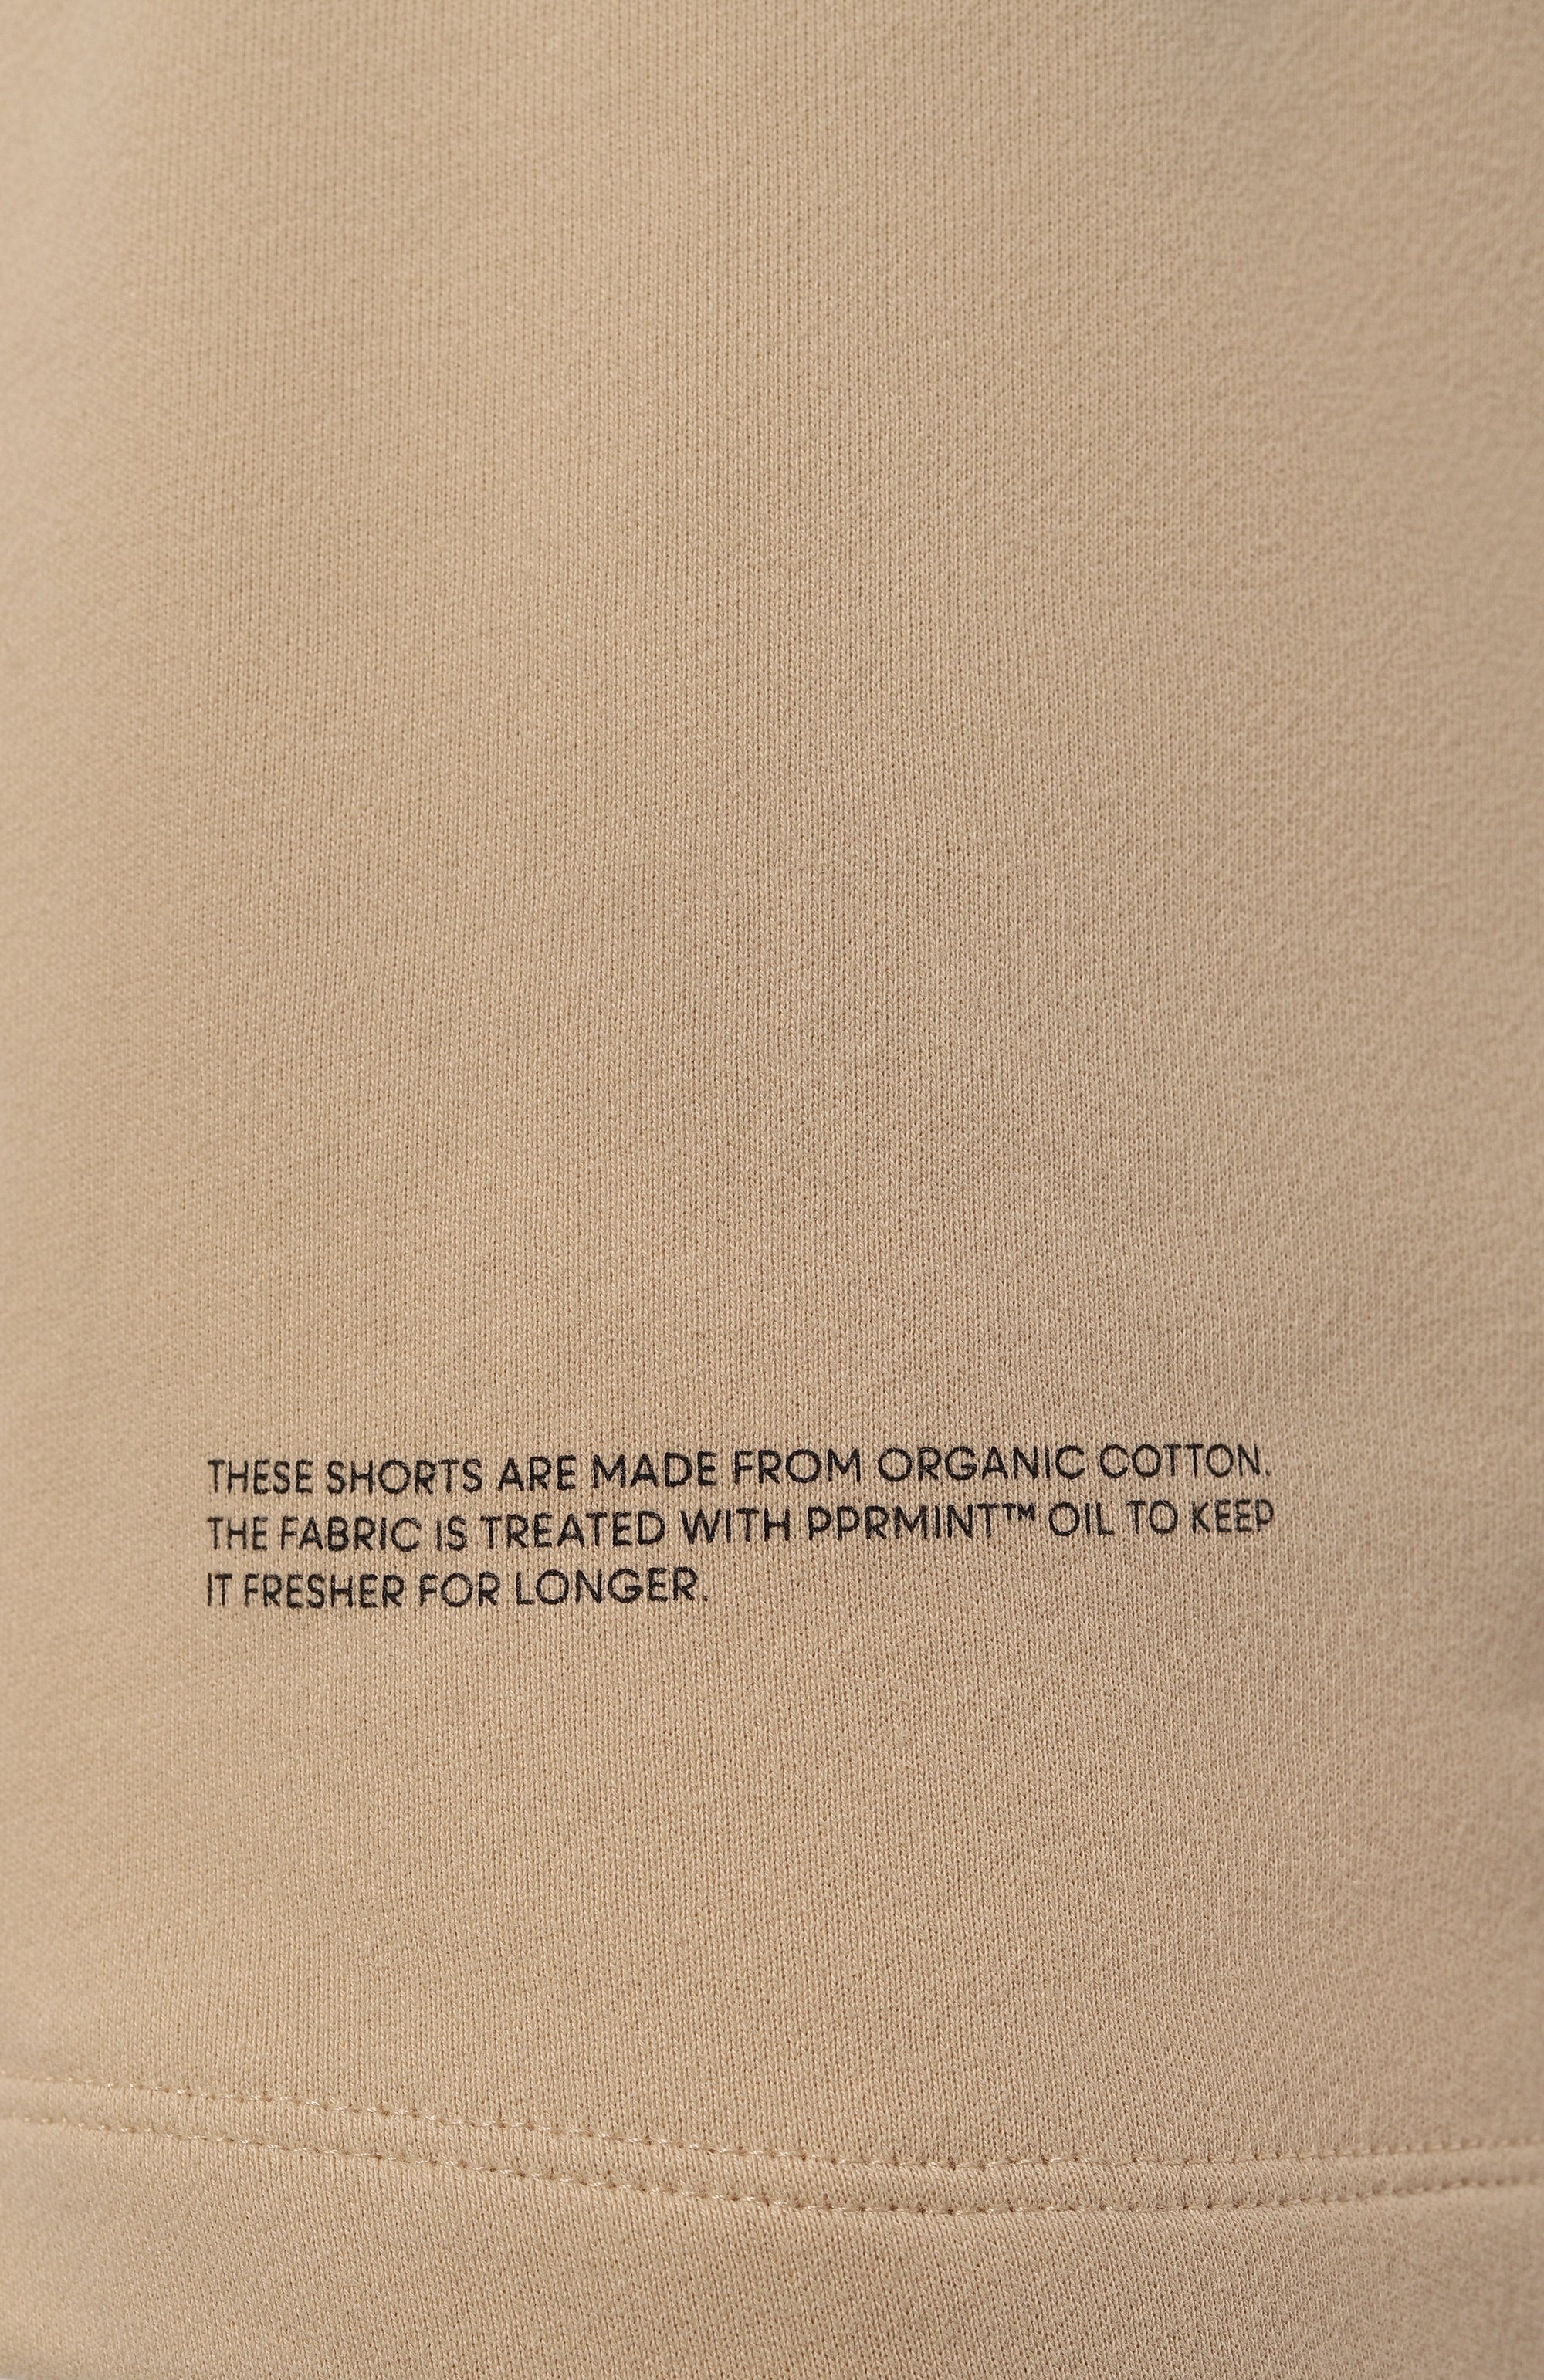 THESE SHORTS ARE MADE FROM ORGANIC COTTON.
THE FABRIC IS TREATED WITH PPRMINT™ OIL TO KEEP
IT FRESHER FOR LONGER.